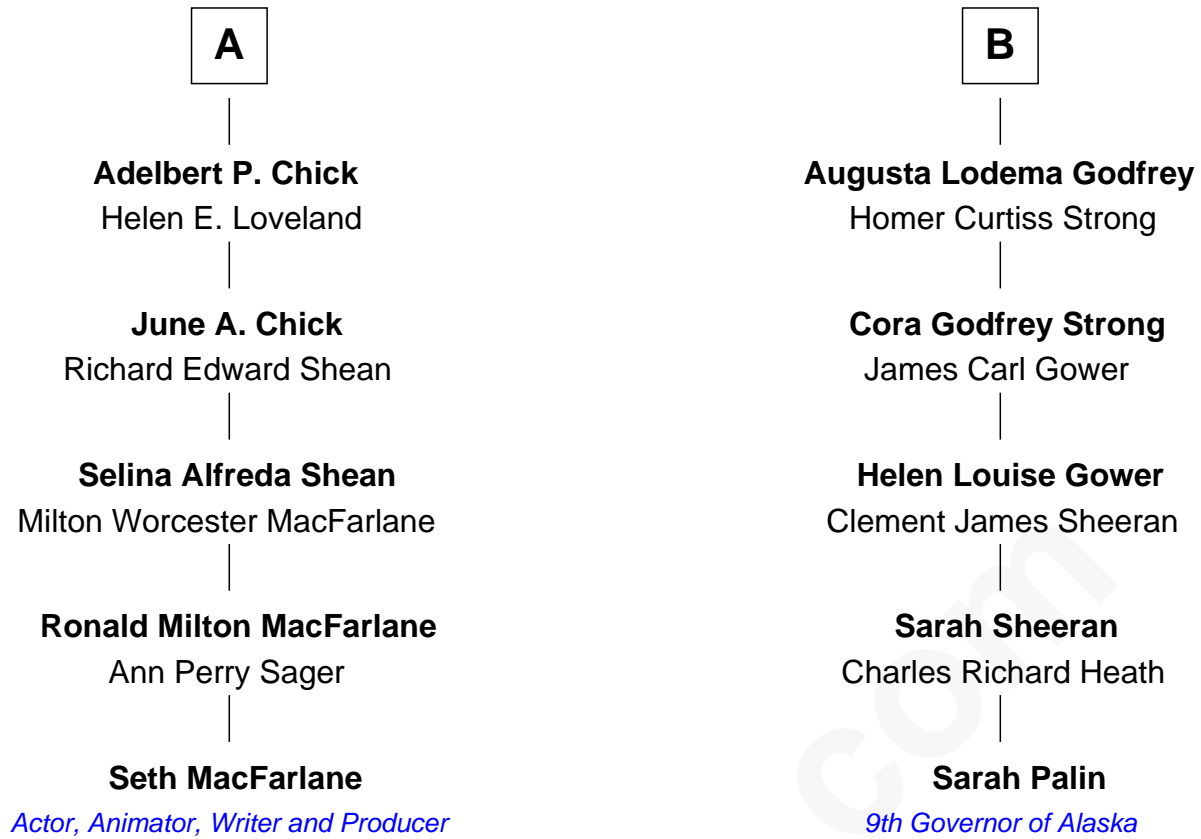 A
B
Adelbert P. Chick
Helen E. Loveland
Augusta Lodema Godfrey
Homer Curtiss Strong
June A. Chick
Richard Edward Shean
Cora Godfrey Strong
James Carl Gower
Selina Alfreda Shean
Milton Worcester MacFarlane
Helen Louise Gower
Clement James Sheeran
Ronald Milton MacFarlane
Ann Perry Sager
Sarah Sheeran
Charles Richard Heath
Seth MacFarlane
Actor, Animator, Writer and Producer
Sarah Palin
9th Governor of Alaska
com